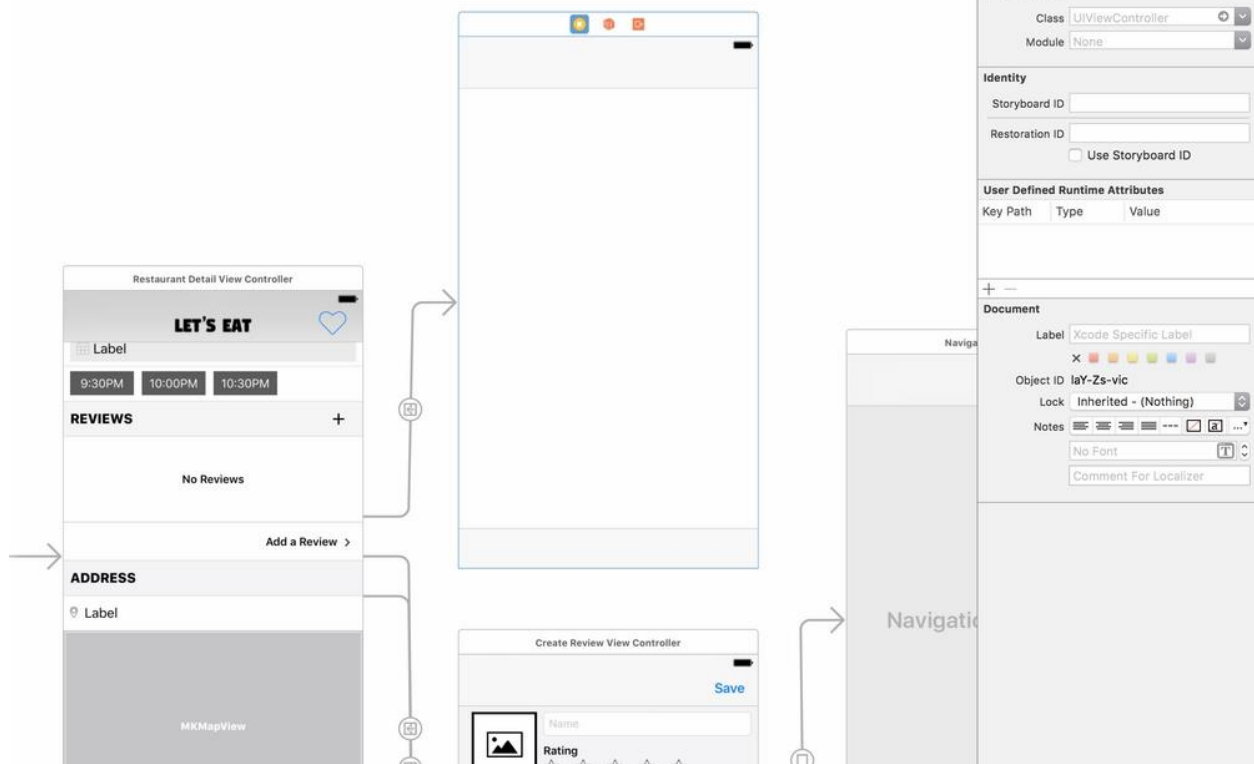 Class UIViewController
Module None
Identity
Storyboard ID
Restoration ID
Use Storyboard ID
User Defined Runtime Attributes
Key Path Type Value
Document
Label Xcode Specific Label
Object ID laY-Zs-vic
Lock Inherited - (Nothing)
Notes
No Font
Comment For Localizer
Restaurant Detail View Controller
LET'S EAT
Label
9:30PM 10:00PM 10:30PM
REVIEWS +
No Reviews
Add a Review >
ADDRESS
Label
MKMapView
Create Review View Controller
Save
Name
Rating
Naviga
Navigatio